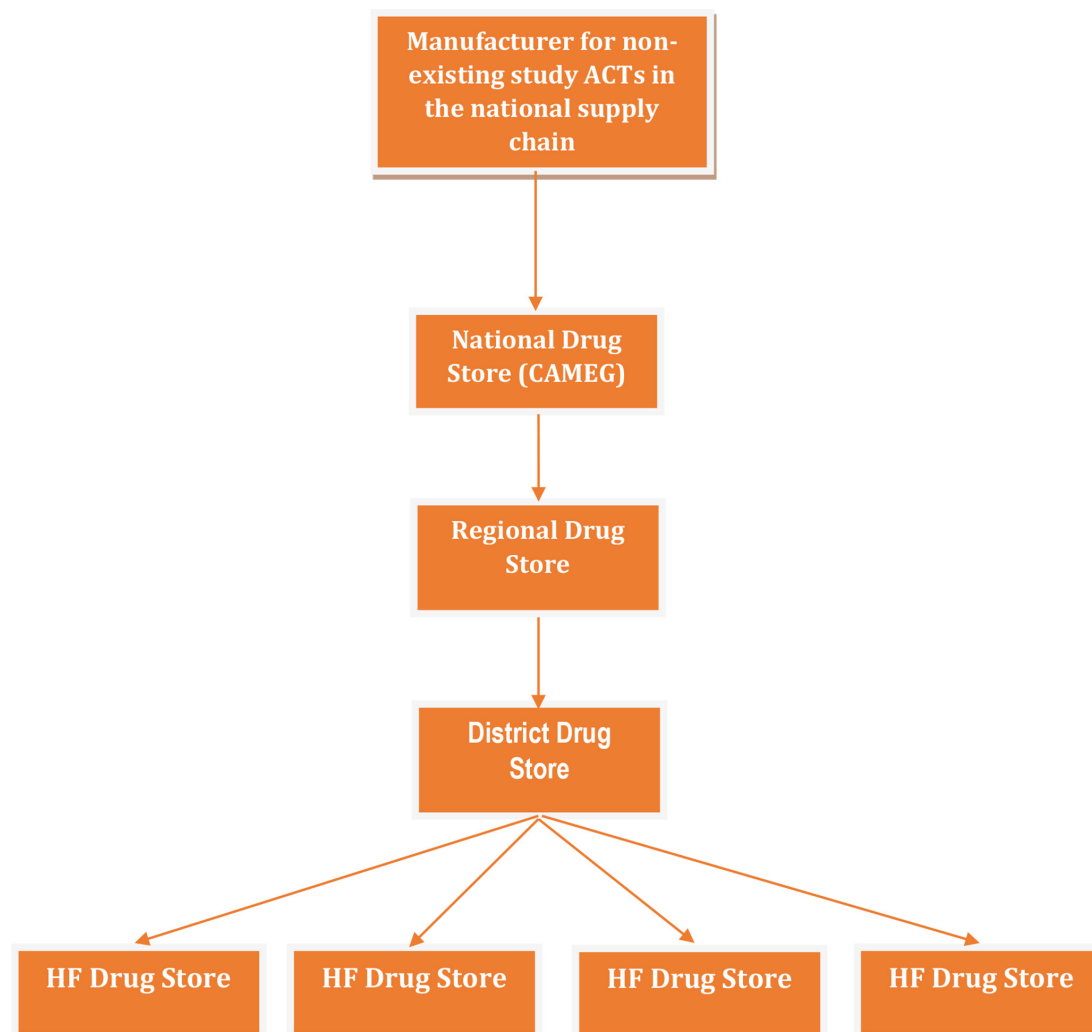 Manufacturer for non-
existing study ACTs in
the national supply
chain
National Drug
Store (CAMEG)
Regional Drug
Store
District Drug
Store
HF Drug Store
HF Drug Store
HF Drug Store
HF Drug Store